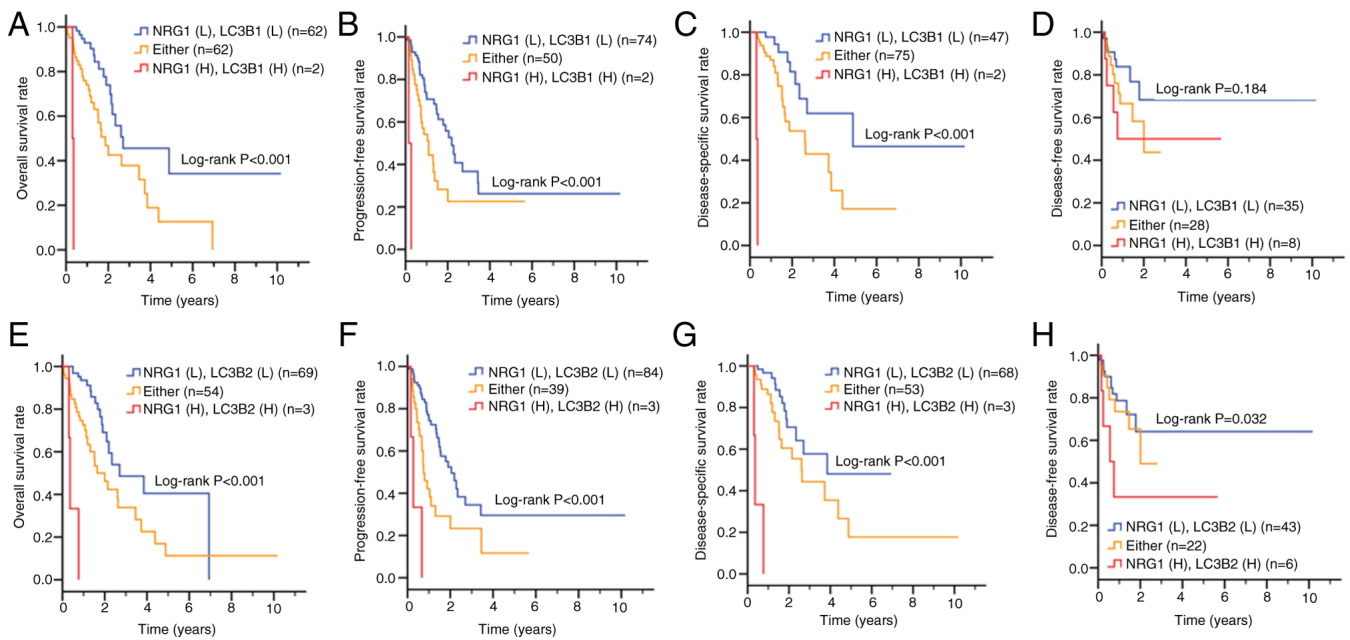 A
Overall survival rate
1.0
0.8
0.6
0.4
0.2
0.0
NRG1 (L), LC3B1 (L) (n=62)
Either (n=62)
NRG1 (H), LC3B1 (H) (n=2)
Log-rank P<0.001
0 2 4 6 8 10
Time (years)
B
Progression-free survival rate
1.0
0.8
0.6
0.4
0.2
0.0
NRG1 (L), LC3B1 (L) (n=74)
Either (n=50)
NRG1 (H), LC3B1 (H) (n=2)
Log-rank P<0.001
0 2 4 6 8 10
Time (years)
C
Disease-specific survival rate
1.0
0.8
0.6
0.4
0.2
0.0
NRG1 (L), LC3B1 (L) (n=47)
Either (n=75)
NRG1 (H), LC3B1 (H) (n=2)
Log-rank P<0.001
0 2 4 6 8 10
Time (years)
D
Disease-free survival rate
1.0
0.8
0.6
0.4
0.2
0.0
Log-rank P=0.184
NRG1 (L), LC3B1 (L) (n=35)
Either (n=28)
NRG1 (H), LC3B1 (H) (n=8)
0 2 4 6 8 10
Time (years)
E
Overall survival rate
1.0
0.8
0.6
0.4
0.2
0.0
NRG1 (L), LC3B2 (L) (n=69)
Either (n=54)
NRG1 (H), LC3B2 (H) (n=3)
Log-rank P<0.001
0 2 4 6 8 10
Time (years)
F
Progression-free survival rate
1.0
0.8
0.6
0.4
0.2
0.0
NRG1 (L), LC3B2 (L) (n=84)
Either (n=39)
NRG1 (H), LC3B2 (H) (n=3)
Log-rank P<0.001
0 2 4 6 8 10
Time (years)
G
Disease-specific survival rate
1.0
0.8
0.6
0.4
0.2
0.0
NRG1 (L), LC3B2 (L) (n=68)
Either (n=53)
NRG1 (H), LC3B2 (H) (n=3)
Log-rank P<0.001
0 2 4 6 8 10
Time (years)
H
Disease-free survival rate
1.0
0.8
0.6
0.4
0.2
0.0
Log-rank P=0.032
NRG1 (L), LC3B2 (L) (n=43)
Either (n=22)
NRG1 (H), LC3B2 (H) (n=6)
0 2 4 6 8 10
Time (years)